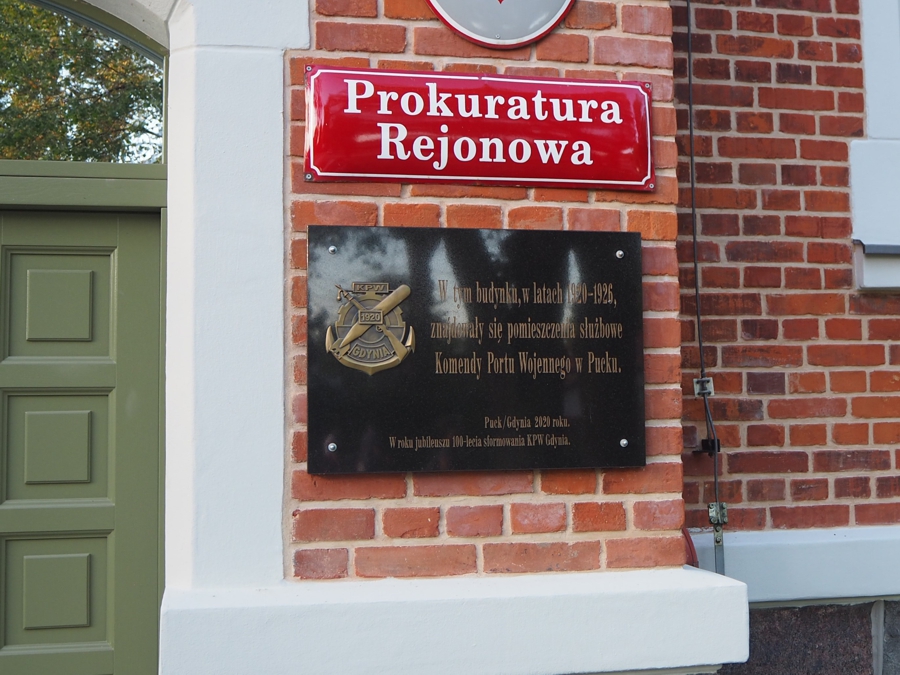 Prokuratura
Rejonowa
KPW
1920
GDYNIA
W tym budynku, w latach 1920-1926,
znajdowały się pomieszczenia służbowe
Komendy Portu Wojennego w Pucku.
Puck/Gdynia 2020 roku.
W roku jubileuszu 100-lecia sformowania KPW Gdynia.